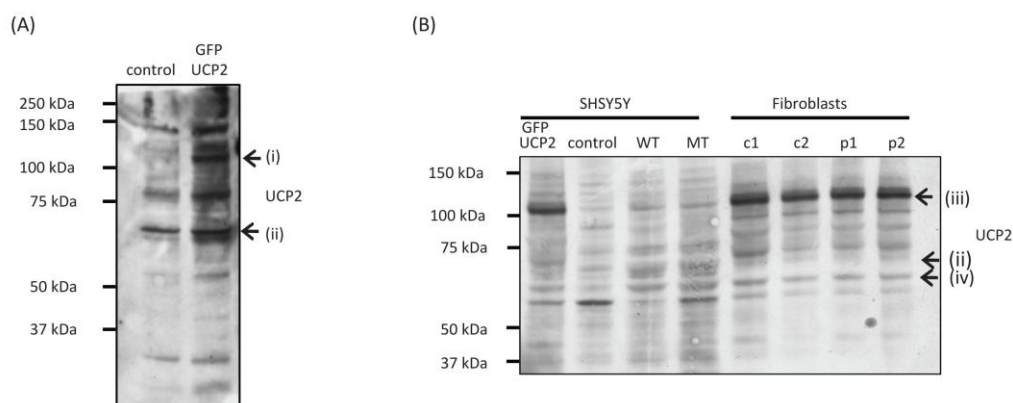 (A)
GFP
control UCP2
250 kDa
150 kDa
100 kDa
75 kDa
50 kDa
37 kDa
(i)
UCP2
(ii)
(B)
SHSY5Y Fibroblasts
GFP
UCP2 control WT MT c1 c2 p1 p2
150 kDa
100 kDa
75 kDa
50 kDa
37 kDa
(iii)
UCP2
(ii)
(iv)